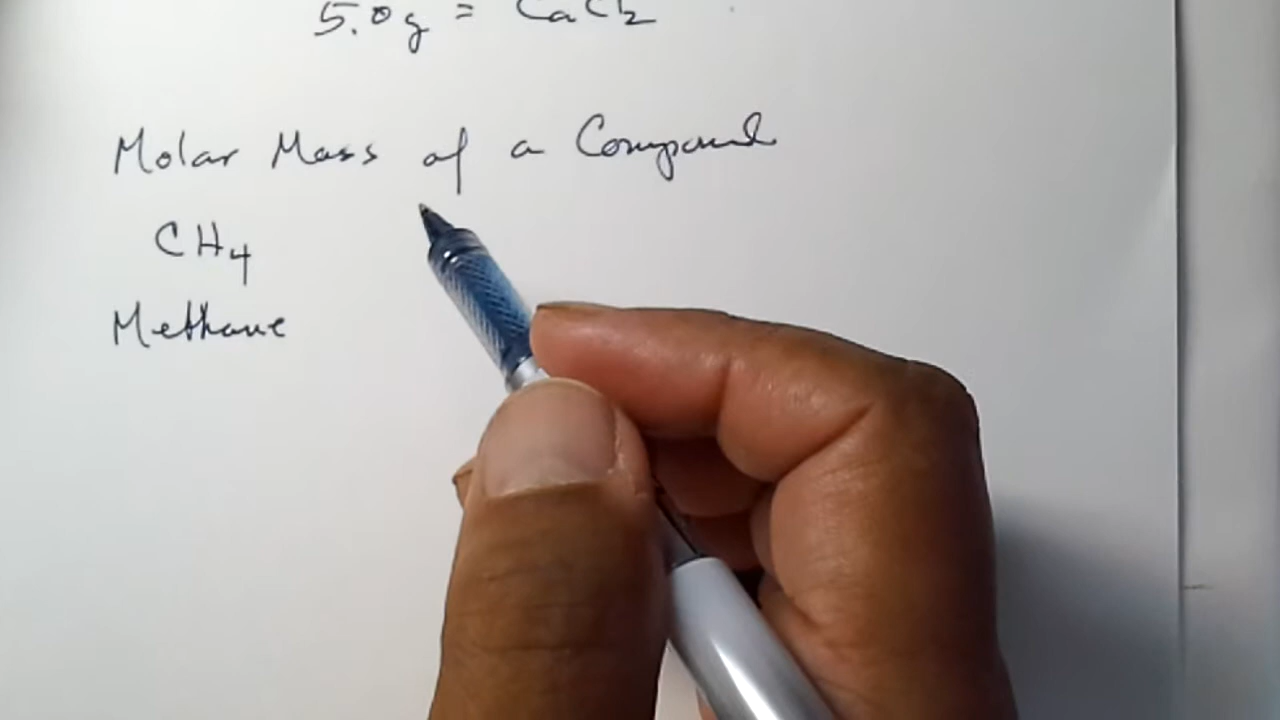 5.0g = CaCl2
Molar Mass of a Compound
CH4
Methane